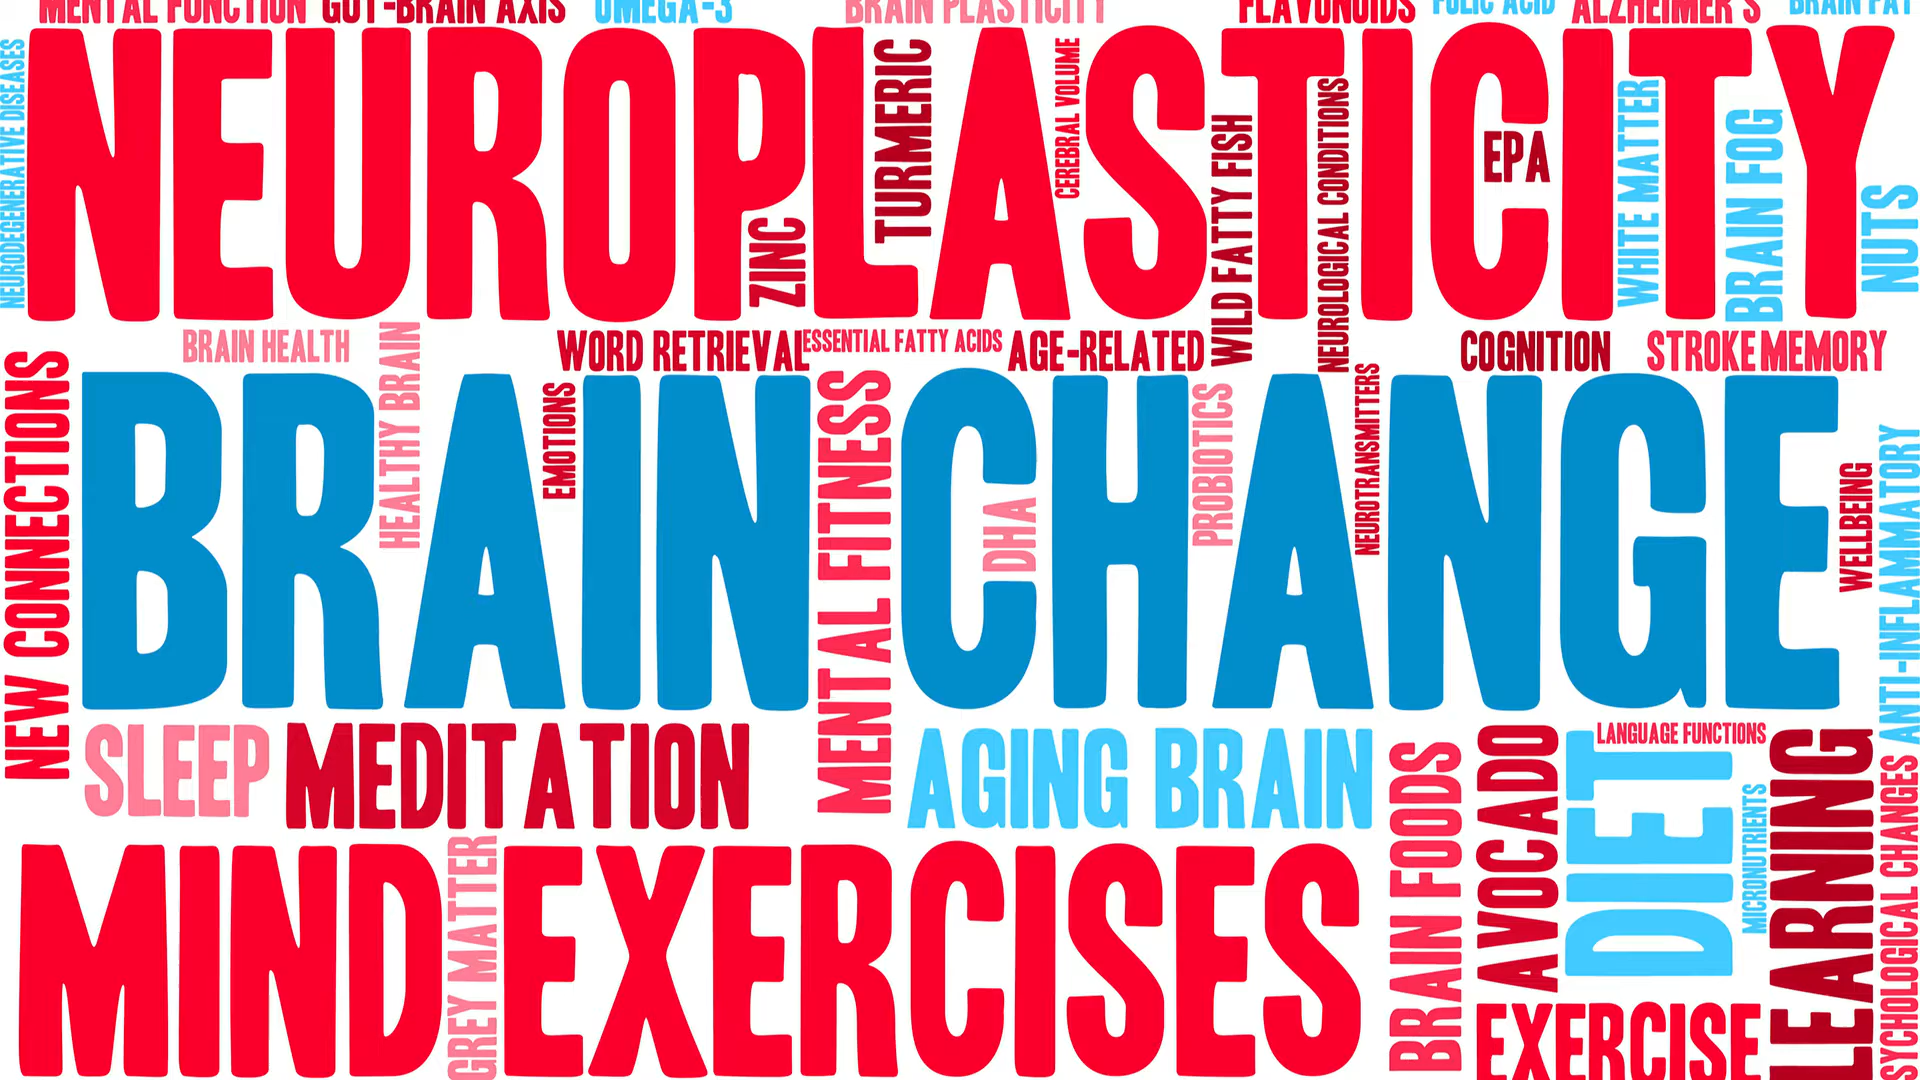 MENTAL FUNCTION
GUT-BRAIN AXIS
OMEGA-3
BRAIN PLASTICITY
FLAVONOIDS
FOLIC ACID
ALZHEIMER'S
BRAIN FAT
NEURODEGENERATIVE DISEASES
NEUROPLASTICITY
ZINC
TURMERIC
CEREBRAL VOLUME
WILD FATTY FISH
NEUROLOGICAL CONDITIONS
EPA
WHITE MATTER
BRAIN FOG
NUTS
BRAIN HEALTH
HEALTHY BRAIN
WORD RETRIEVAL
ESSENTIAL FATTY ACIDS
AGE-RELATED
COGNITION
STROKE
MEMORY
NEW CONNECTIONS
BRAIN CHANGE
EMOTIONS
MENTAL FITNESS
DHA
PROBIOTICS
NEUROTRANSMITTERS
WELLBEING
ANTI-INFLAMMATORY
SLEEP
MEDITATION
AGING BRAIN
BRAIN FOODS
AVOCADO
LANGUAGE FUNCTIONS
DIET
MICRONUTRIENTS
LEARNING
PSYCHOLOGICAL CHANGES
MIND EXERCISES
GREY MATTER
EXERCISE